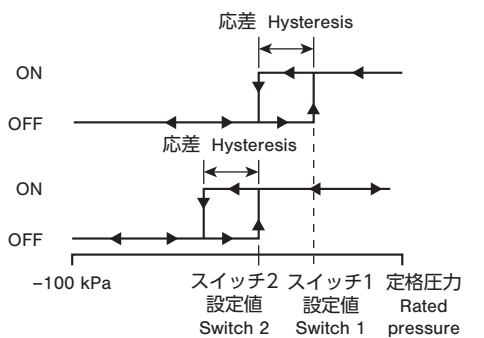 応差 Hysteresis
ON
OFF
応差 Hysteresis
ON
OFF
−100 kPa
スイッチ2
設定値
Switch 2
スイッチ1
設定値
Switch 1
定格圧力
Rated
pressure